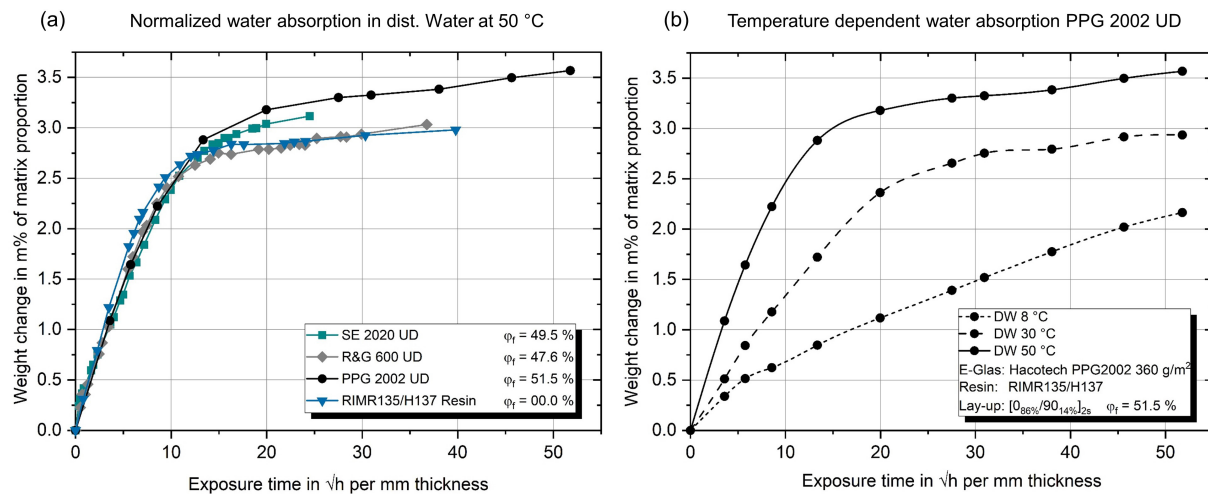 (a)
Normalized water absorption in dist. Water at 50 °C
Weight change in m% of matrix proportion
3.5
3.0
2.5
2.0
1.5
1.0
0.5
0.0
SE 2020 UD φf = 49.5 %
R&G 600 UD φf = 47.6 %
PPG 2002 UD φf = 51.5 %
RIMR135/H137 Resin φf = 00.0 %
0 10 20 30 40 50
Exposure time in √h per mm thickness
(b)
Temperature dependent water absorption PPG 2002 UD
Weight change in m% of matrix proportion
3.5
3.0
2.5
2.0
1.5
1.0
0.5
0.0
DW 8 °C
DW 30 °C
DW 50 °C
E-Glas: Hacotech PPG2002 360 g/m²
Resin: RIMR135/H137
Lay-up: [0₈₆%/90₁₄%]₂ₛ φf = 51.5 %
0 10 20 30 40 50
Exposure time in √h per mm thickness